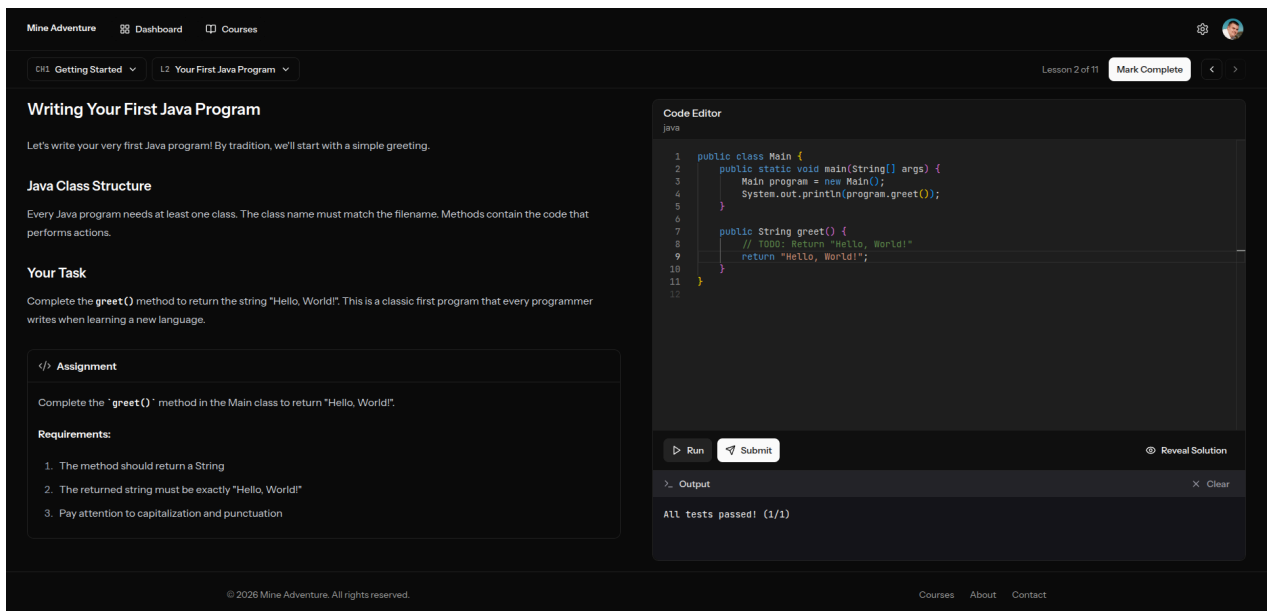 Mine Adventure Dashboard Courses
CH1 Getting Started L2 Your First Java Program Lesson 2 of 11 Mark Complete
Writing Your First Java Program
Let's write your very first Java program! By tradition, we'll start with a simple greeting.
Java Class Structure
Every Java program needs at least one class. The class name must match the filename. Methods contain the code that
performs actions.
Your Task
Complete the greet() method to return the string "Hello, World!". This is a classic first program that every programmer
writes when learning a new language.
</> Assignment
Complete the `greet()` method in the Main class to return "Hello, World!".
Requirements:
1. The method should return a String
2. The returned string must be exactly "Hello, World!"
3. Pay attention to capitalization and punctuation
Code Editor
java
1 public class Main {
2 public static void main(String[] args) {
3 Main program = new Main();
4 System.out.println(program.greet());
5 }
6
7 public String greet() {
8 // TODO: Return "Hello, World!"
9 return "Hello, World!";
10 }
11 }
12
Run Submit Reveal Solution
>_ Output Clear
All tests passed! (1/1)
© 2026 Mine Adventure. All rights reserved. Courses About Contact